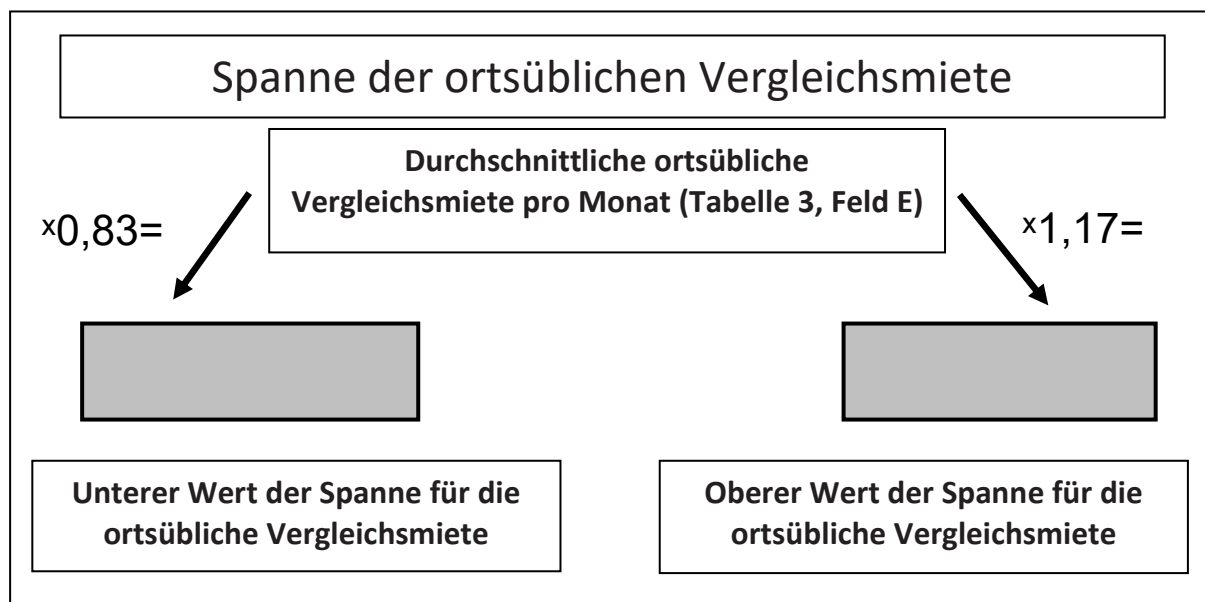 Spanne der ortsüblichen Vergleichsmiete
Durchschnittliche ortsübliche
Vergleichsmiete pro Monat (Tabelle 3, Feld E)
x0,83=
x1,17=
Unterer Wert der Spanne für die
ortsübliche Vergleichsmiete
Oberer Wert der Spanne für die
ortsübliche Vergleichsmiete